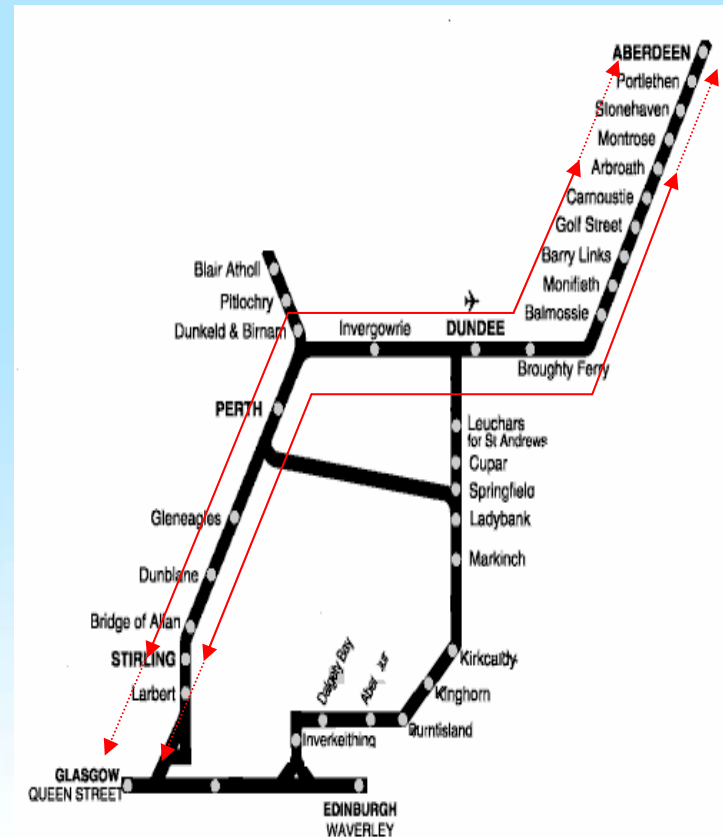 ABERDEEN
Portlethen
Stonehaven
Montrose
Arbroath
Carnoustie
Golf Street
Barry Links
Monifieth
Balmossie
Blair Atholl
Pitlochry
Dunkeld & Birnam
Invergowrie
DUNDEE
Broughty Ferry
PERTH
Leuchars
for St Andrews
Cupar
Springfield
Ladybank
Gleneagles
Markinch
Dunblane
Bridge of Allan
STIRLING
Larbert
Dalgety Bay
Kirkcaldy
Kinghorn
Burntisland
Inverkeithing
GLASGOW
QUEEN STREET
EDINBURGH
WAVERLEY